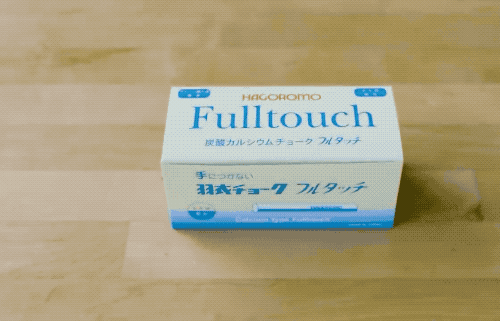 HAGOROMO
Fulltouch
炭酸カルシウムチョーク フルタッチ
手につかない
羽衣チョーク フルタッチ